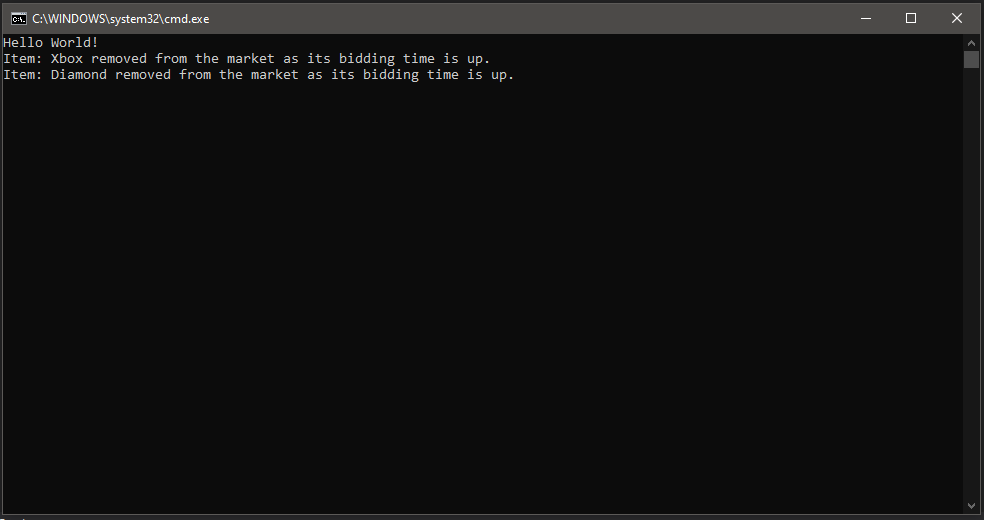 C:\WINDOWS\system32\cmd.exe
Hello World!
Item: Xbox removed from the market as its bidding time is up.
Item: Diamond removed from the market as its bidding time is up.